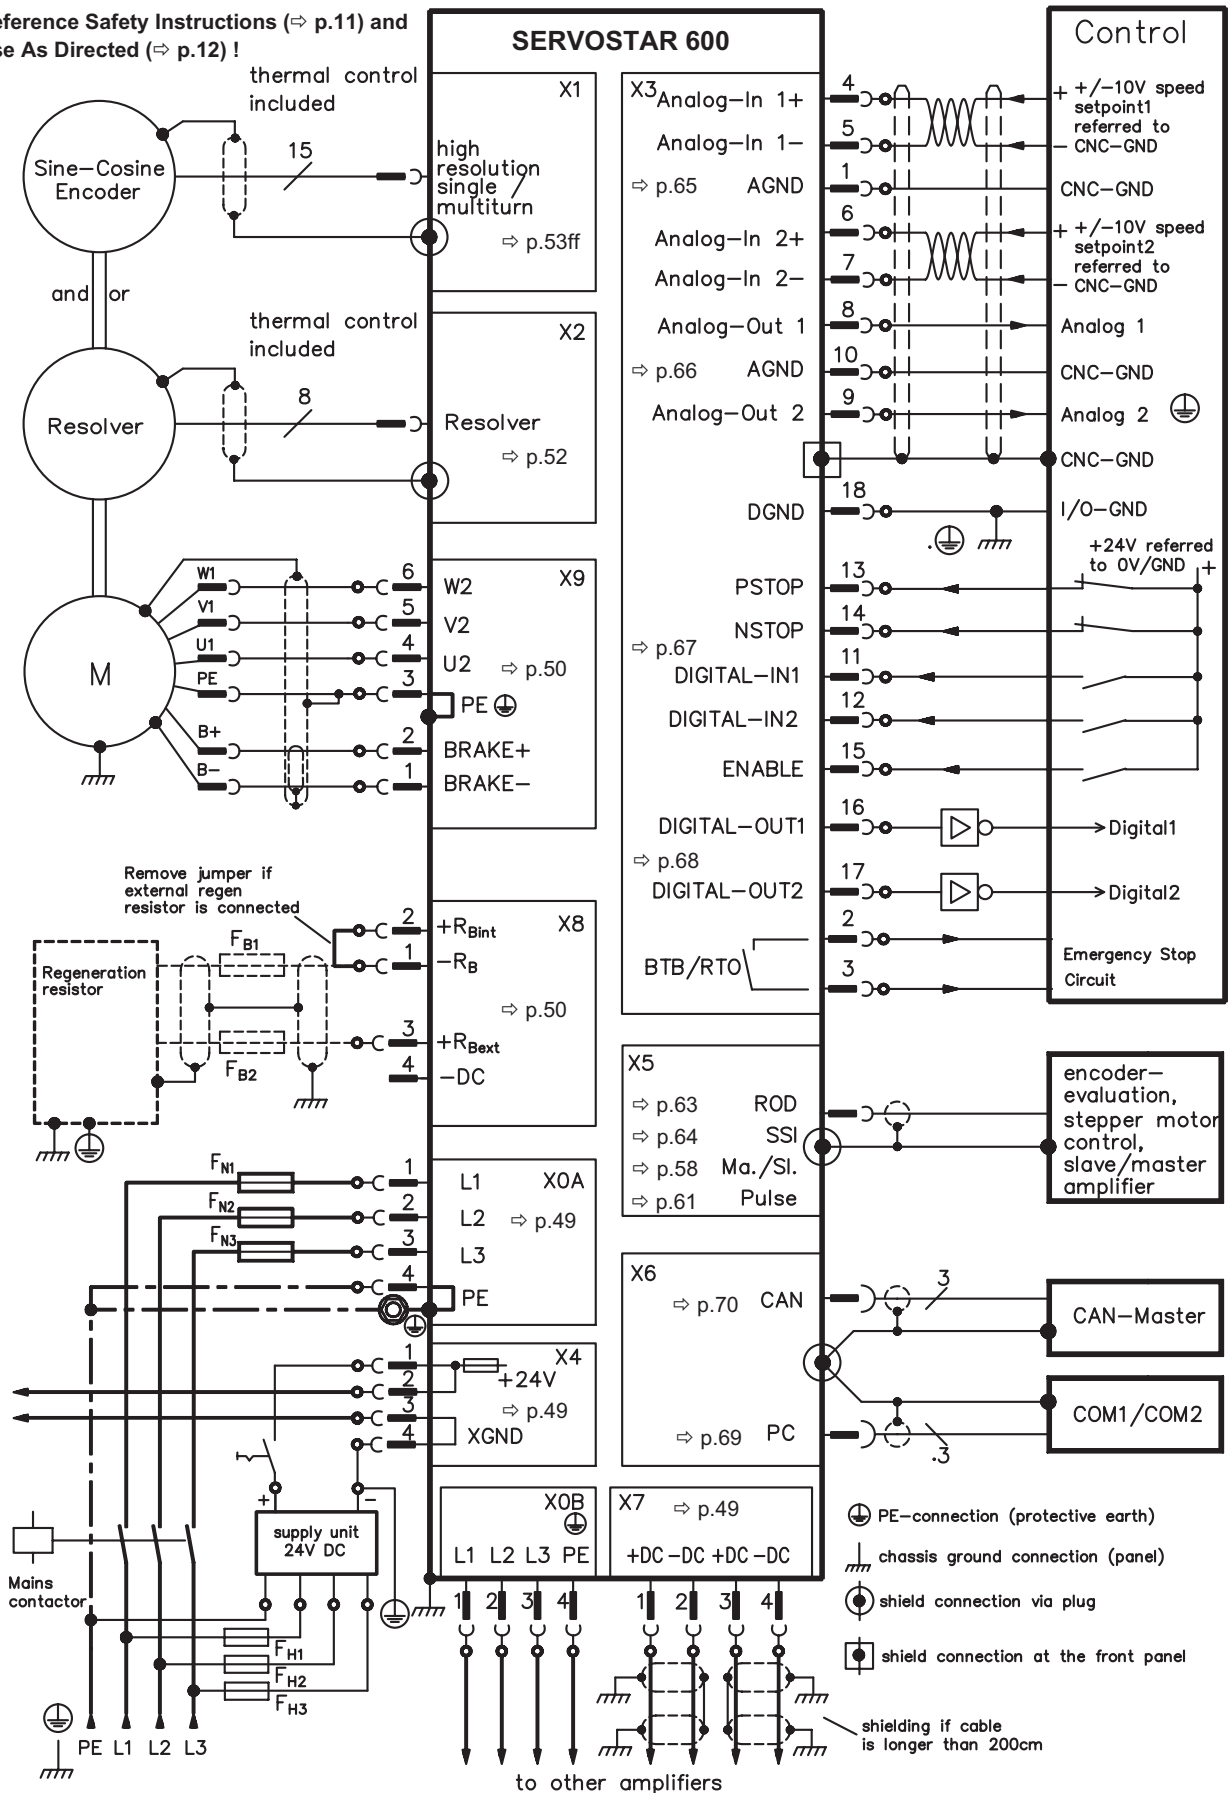 eference Safety Instructions (⇨ p.11) and
se As Directed (⇨ p.12) !
SERVOSTAR 600
Control
thermal control
included
Sine-Cosine
Encoder
15
X1
high
resolution
single /
multiturn
⇨ p.53ff
and or
thermal control
included
Resolver
8
X2
Resolver
⇨ p.52
M
W1
V1
U1
PE
B+
B-
6
5
4
3
2
1
X9
W2
V2
U2
⇨ p.50
PE
BRAKE+
BRAKE-
Remove jumper if
external regen
resistor is connected
Regeneration
resistor
FB1
FB2
2
1
3
4
X8
+RBint
-RB
⇨ p.50
+RBext
-DC
FN1
FN2
FN3
1
2
3
4
X0A
L1
L2
⇨ p.49
L3
PE
1
2
3
4
X4
+24V
⇨ p.49
XGND
+ -
supply unit
24V DC
Mains
contactor
FH1
FH2
FH3
PE L1 L2 L3
X0B
L1 L2 L3 PE
1 2 3 4
X7
⇨ p.49
+DC -DC +DC -DC
1 2 3 4
to other amplifiers
shielding if cable
is longer than 200cm
X3
Analog-In 1+
4
+ +/-10V speed
setpoint1
referred to
- CNC-GND
Analog-In 1-
5
⇨ p.65
AGND
1
CNC-GND
Analog-In 2+
6
+ +/-10V speed
setpoint2
referred to
- CNC-GND
Analog-In 2-
7
Analog-Out 1
8
Analog 1
⇨ p.66
AGND
10
CNC-GND
Analog-Out 2
9
Analog 2
CNC-GND
DGND
18
I/O-GND
+24V referred
to 0V/GND
+
PSTOP
13
NSTOP
14
⇨ p.67
DIGITAL-IN1
11
DIGITAL-IN2
12
ENABLE
15
DIGITAL-OUT1
16
Digital1
⇨ p.68
DIGITAL-OUT2
17
Digital2
BTB/RTO
2
3
Emergency Stop
Circuit
X5
⇨ p.63 ROD
⇨ p.64 SSI
⇨ p.58 Ma./Sl.
⇨ p.61 Pulse
encoder-
evaluation,
stepper motor
control,
slave/master
amplifier
X6
⇨ p.70 CAN
3
CAN-Master
⇨ p.69 PC
.3
COM1/COM2
PE-connection (protective earth)
chassis ground connection (panel)
shield connection via plug
shield connection at the front panel